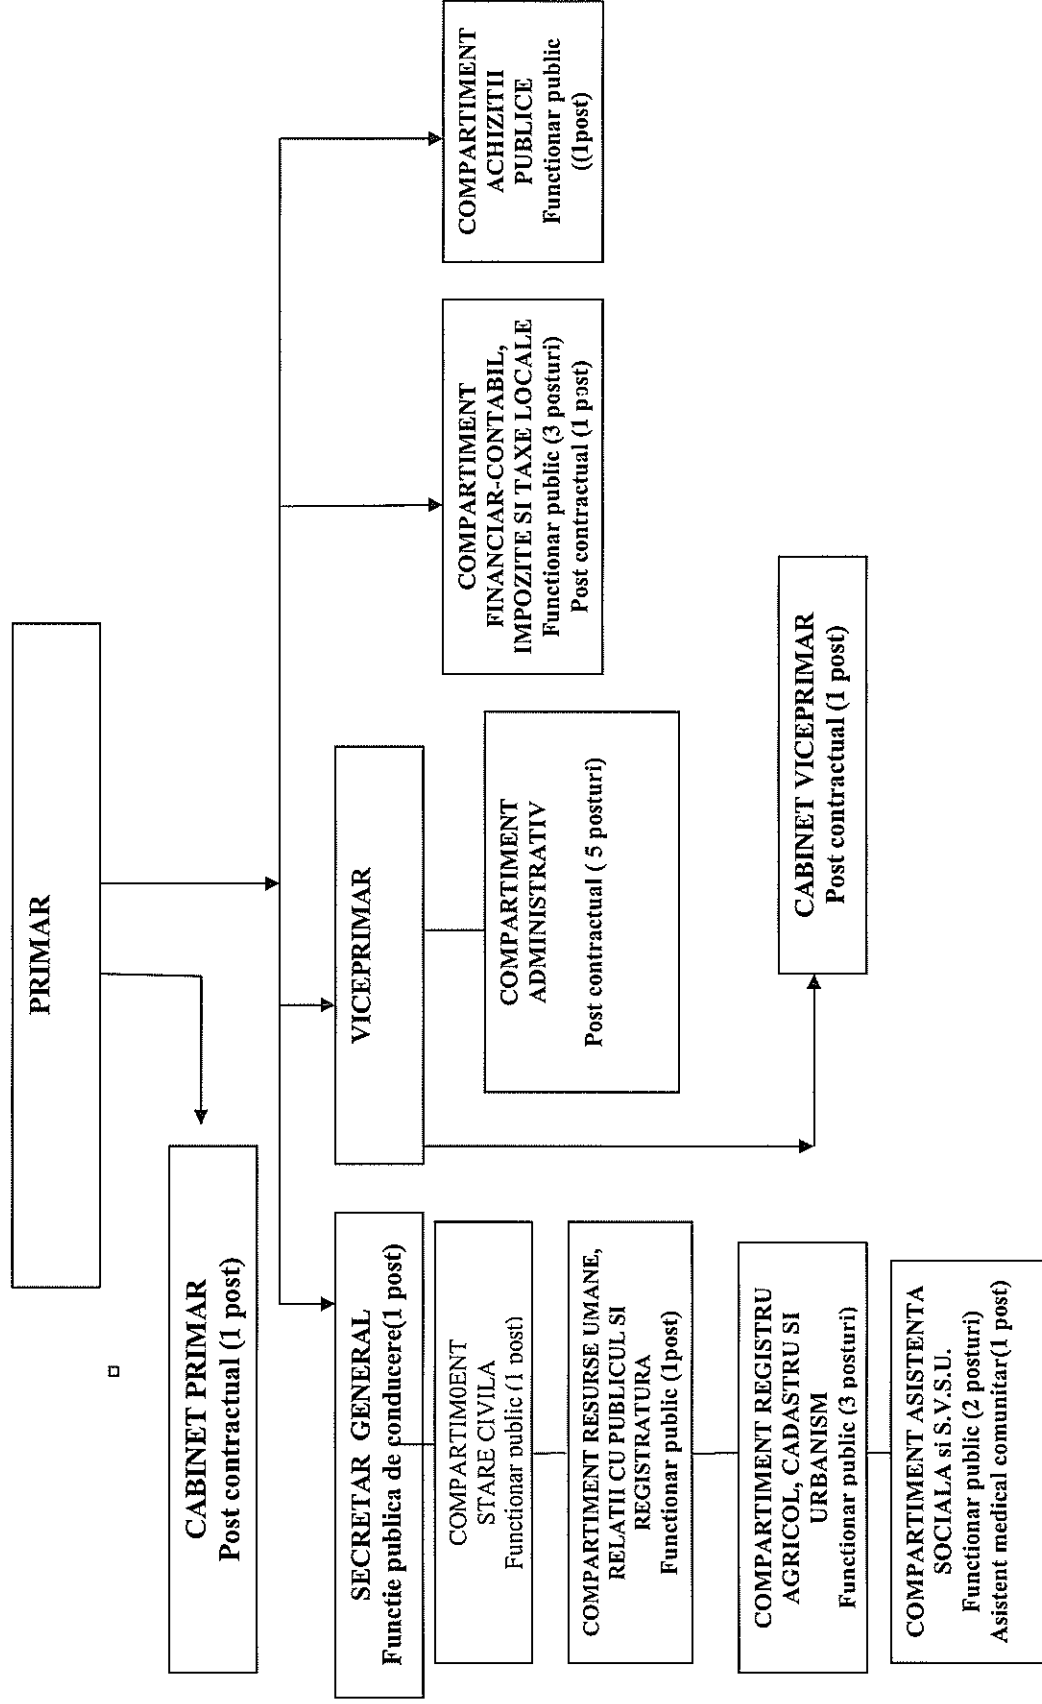 PRIMAR
CABINET PRIMAR
Post contractual (1 post)
SECRETAR GENERAL
Functie publica de conducere(1 post)
COMPARTIM0ENT
STARE CIVILA
Functionar public (1 post)
COMPARTIMENT RESURSE UMANE,
RELATII CU PUBLICUL SI
REGISTRATURA
Functionar public (1post)
COMPARTIMENT REGISTRU
AGRICOL, CADASTRU SI
URBANISM
Functionar public (3 posturi)
COMPARTIMENT ASISTENTA
SOCIALA si S.V.S.U.
Functionar public (2 posturi)
Asistent medical comunitar(1 post)
VICEPRIMAR
COMPARTIMENT
ADMINISTRATIV
Post contractual ( 5 posturi)
CABINET VICEPRIMAR
Post contractual (1 post)
COMPARTIMENT
FINANCIAR-CONTABIL,
IMPOZITE SI TAXE LOCALE
Functionar public (3 posturi)
Post contractual (1 post)
COMPARTIMENT
ACHIZITII
PUBLICE
Functionar public
((1post)